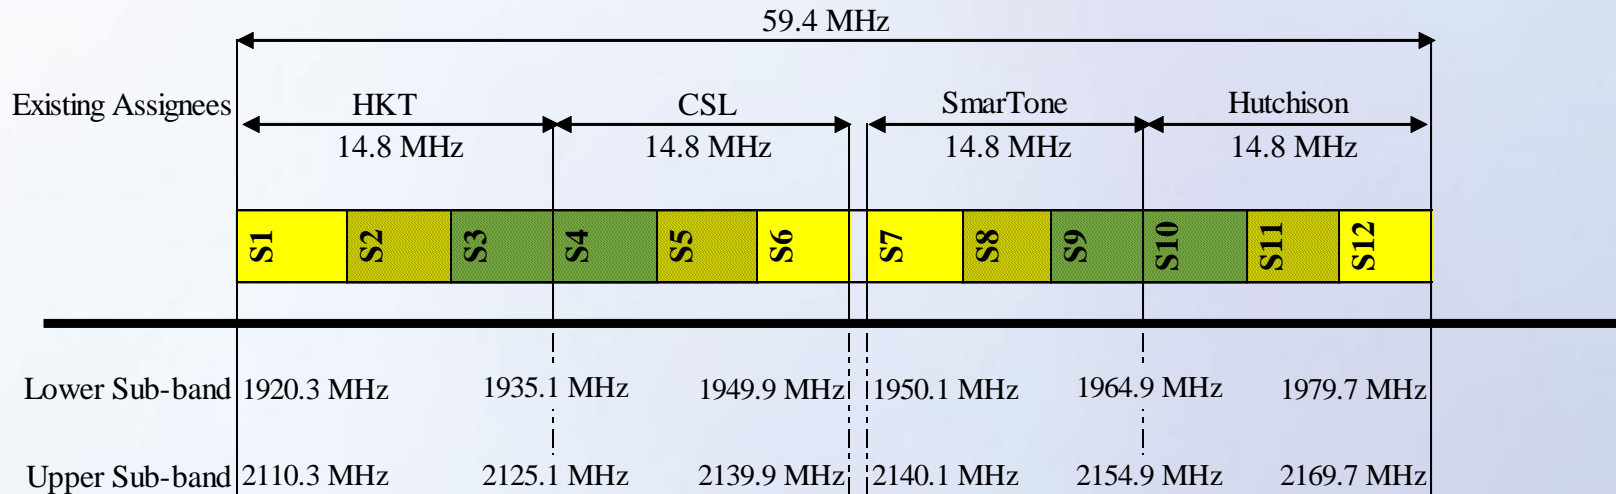 59.4 MHz
Existing Assignees HKT CSL SmarTone Hutchison
14.8 MHz 14.8 MHz 14.8 MHz 14.8 MHz
S1 S2 S3 S4 S5 S6 S7 S8 S9 S10 S11 S12
Lower Sub-band 1920.3 MHz 1935.1 MHz 1949.9 MHz 1950.1 MHz 1964.9 MHz 1979.7 MHz
Upper Sub-band 2110.3 MHz 2125.1 MHz 2139.9 MHz 2140.1 MHz 2154.9 MHz 2169.7 MHz